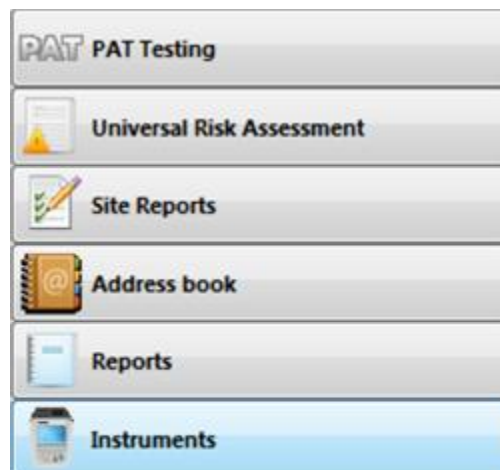 PAT PAT Testing
Universal Risk Assessment
Site Reports
@ Address book
Reports
Instruments